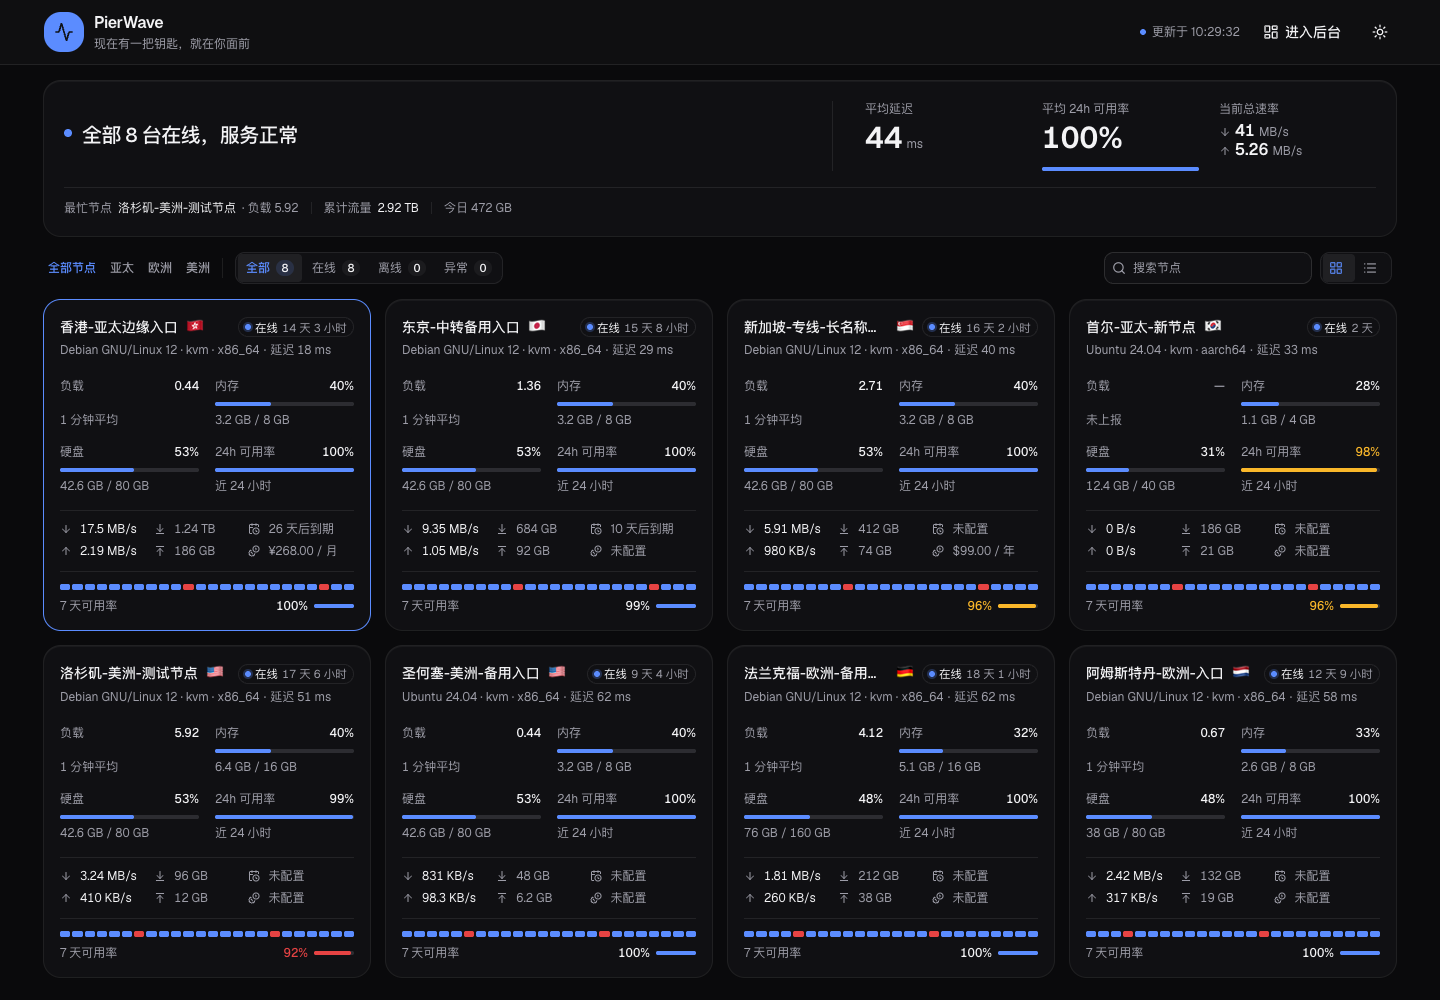 PierWave
现在有一把钥匙，就在你面前
更新于 10:29:32
进入后台
全部 8 台在线，服务正常
平均延迟
44 ms
平均 24h 可用率
100%
当前总速率
↓ 41 MB/s
↑ 5.26 MB/s
最忙节点 洛杉矶-美洲-测试节点 · 负载 5.92
累计流量 2.92 TB
今日 472 GB
全部节点 亚太 欧洲 美洲
全部 8 在线 8 离线 0 异常 0
搜索节点
香港-亚太边缘入口
在线 14 天 3 小时
Debian GNU/Linux 12 · kvm · x86_64 · 延迟 18 ms
负载 0.44 内存 40%
1 分钟平均 3.2 GB / 8 GB
硬盘 53% 24h 可用率 100%
42.6 GB / 80 GB 近 24 小时
↓ 17.5 MB/s 1.24 TB 26 天后到期
↑ 2.19 MB/s 186 GB ¥268.00 / 月
7 天可用率 100%
东京-中转备用入口
在线 15 天 8 小时
Debian GNU/Linux 12 · kvm · x86_64 · 延迟 29 ms
负载 1.36 内存 40%
1 分钟平均 3.2 GB / 8 GB
硬盘 53% 24h 可用率 100%
42.6 GB / 80 GB 近 24 小时
↓ 9.35 MB/s 684 GB 10 天后到期
↑ 1.05 MB/s 92 GB 未配置
7 天可用率 99%
新加坡-专线-长名称...
在线 16 天 2 小时
Debian GNU/Linux 12 · kvm · x86_64 · 延迟 40 ms
负载 2.71 内存 40%
1 分钟平均 3.2 GB / 8 GB
硬盘 53% 24h 可用率 100%
42.6 GB / 80 GB 近 24 小时
↓ 5.91 MB/s 412 GB 未配置
↑ 980 KB/s 74 GB $99.00 / 年
7 天可用率 96%
首尔-亚太-新节点
在线 2 天
Ubuntu 24.04 · kvm · aarch64 · 延迟 33 ms
负载 — 内存 28%
未上报 1.1 GB / 4 GB
硬盘 31% 24h 可用率 98%
12.4 GB / 40 GB 近 24 小时
↓ 0 B/s 186 GB 未配置
↑ 0 B/s 21 GB 未配置
7 天可用率 96%
洛杉矶-美洲-测试节点
在线 17 天 6 小时
Debian GNU/Linux 12 · kvm · x86_64 · 延迟 51 ms
负载 5.92 内存 40%
1 分钟平均 6.4 GB / 16 GB
硬盘 53% 24h 可用率 99%
42.6 GB / 80 GB 近 24 小时
↓ 3.24 MB/s 96 GB 未配置
↑ 410 KB/s 12 GB 未配置
7 天可用率 92%
圣何塞-美洲-备用入口
在线 9 天 4 小时
Ubuntu 24.04 · kvm · x86_64 · 延迟 62 ms
负载 0.44 内存 40%
1 分钟平均 3.2 GB / 8 GB
硬盘 53% 24h 可用率 100%
42.6 GB / 80 GB 近 24 小时
↓ 831 KB/s 48 GB 未配置
↑ 98.3 KB/s 6.2 GB 未配置
7 天可用率 100%
法兰克福-欧洲-备用...
在线 18 天 1 小时
Debian GNU/Linux 12 · kvm · x86_64 · 延迟 62 ms
负载 4.12 内存 32%
1 分钟平均 5.1 GB / 16 GB
硬盘 48% 24h 可用率 100%
76 GB / 160 GB 近 24 小时
↓ 1.81 MB/s 212 GB 未配置
↑ 260 KB/s 38 GB 未配置
7 天可用率 100%
阿姆斯特丹-欧洲-入口
在线 12 天 9 小时
Debian GNU/Linux 12 · kvm · x86_64 · 延迟 58 ms
负载 0.67 内存 33%
1 分钟平均 2.6 GB / 8 GB
硬盘 48% 24h 可用率 100%
38 GB / 80 GB 近 24 小时
↓ 2.42 MB/s 132 GB 未配置
↑ 317 KB/s 19 GB 未配置
7 天可用率 100%